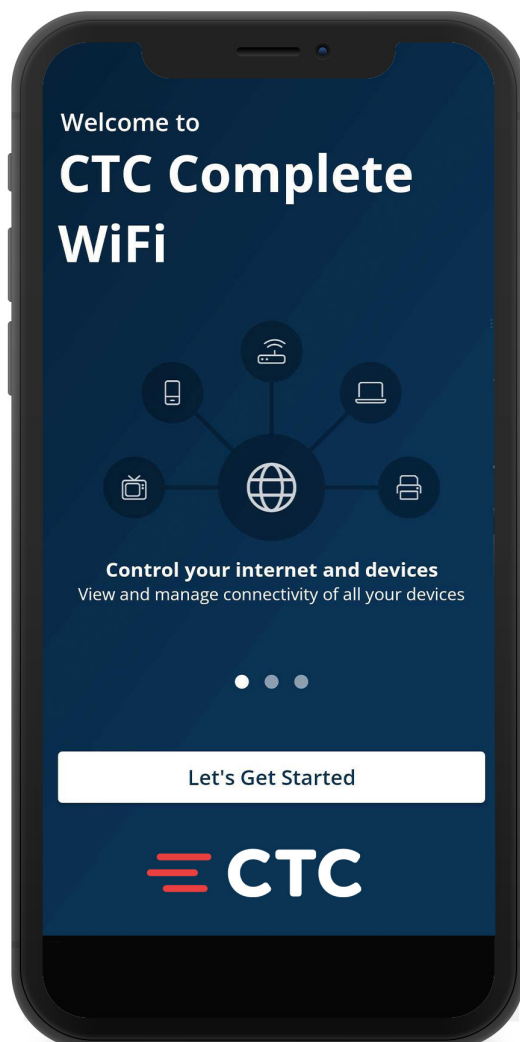 Welcome to
CTC Complete
WiFi
Control your internet and devices
View and manage connectivity of all your devices
Let's Get Started
CTC